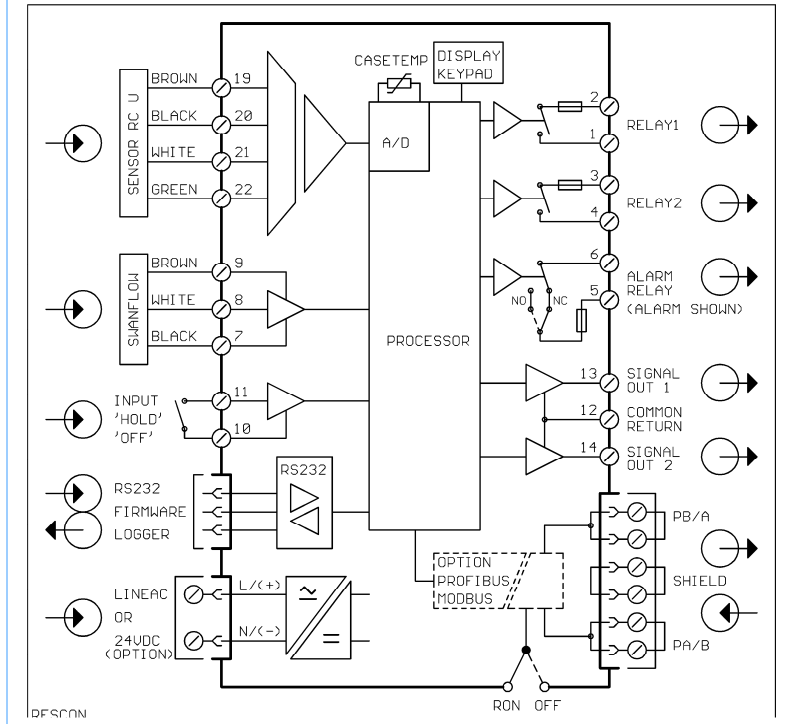 CASETEMP
DISPLAY
KEYPAD
SENSOR RC U
BROWN 19
BLACK 20
WHITE 21
GREEN 22
A/D
2
1
RELAY1
3
4
RELAY2
SWANFLOW
BROWN 9
WHITE 8
BLACK 7
6
5
NO NC
ALARM
RELAY
(ALARM SHOWN)
PROCESSOR
INPUT
'HOLD'
'OFF'
11
10
13 SIGNAL
OUT 1
12 COMMON
RETURN
14 SIGNAL
OUT 2
RS232
FIRMWARE
LOGGER
RS232
PB/A
SHIELD
PA/B
OPTION
PROFIBUS
MODBUS
LINEAC
OR
24VDC
(OPTION)
L/(+)
N/(-)
RON OFF
RESCON